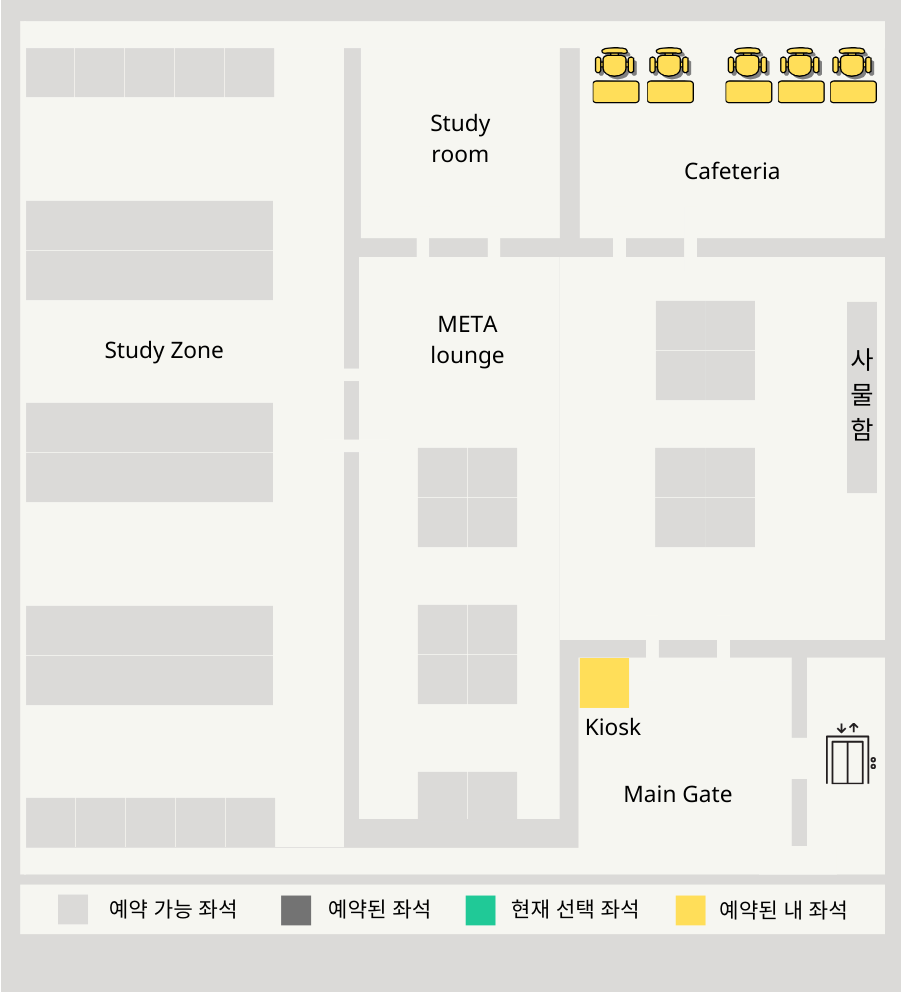 Study
room
Cafeteria
META
lounge
Study Zone
사
물
함
Kiosk
Main Gate
예약 가능 좌석
예약된 좌석
현재 선택 좌석
예약된 내 좌석